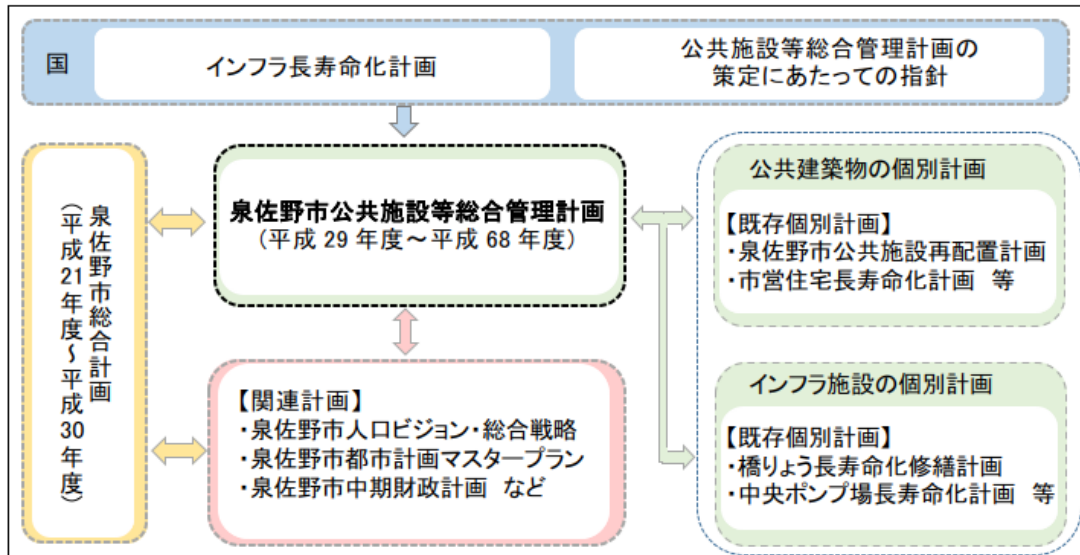 国
インフラ長寿命化計画
公共施設等総合管理計画の
策定にあたっての指針
泉佐野市総合計画
(平成21年度~平成30年度)
泉佐野市公共施設等総合管理計画
(平成 29 年度~平成 68 年度)
【関連計画】
・泉佐野市人口ビジョン・総合戦略
・泉佐野市都市計画マスタープラン
・泉佐野市中期財政計画 など
公共建築物の個別計画
【既存個別計画】
・泉佐野市公共施設再配置計画
・市営住宅長寿命化計画 等
インフラ施設の個別計画
【既存個別計画】
・橋りょう長寿命化修繕計画
・中央ポンプ場長寿命化計画 等